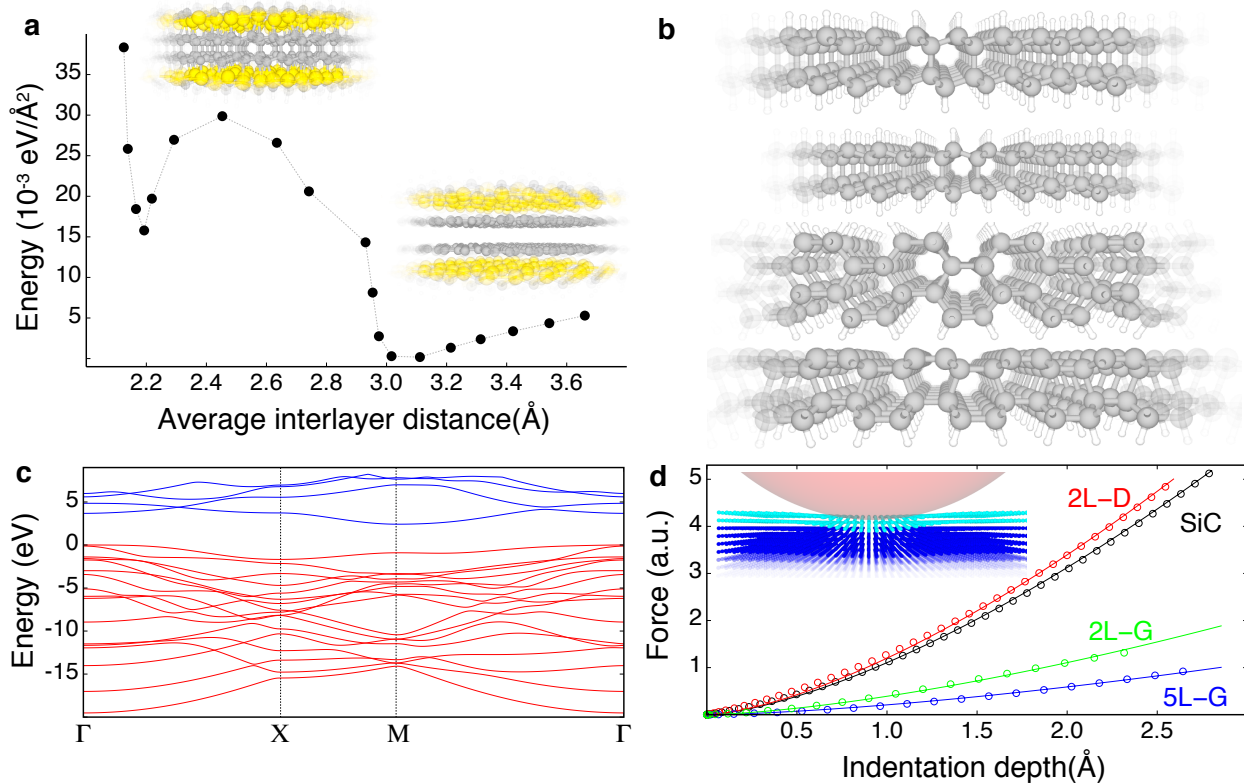 a
Energy (10⁻³ eV/Å²)
35
30
25
20
15
10
5
2.2 2.4 2.6 2.8 3.0 3.2 3.4 3.6
Average interlayer distance(Å)
b
c
Energy (eV)
5
0
-5
-10
-15
Γ X M Γ
d
Force (a.u.)
5
4
3
2
1
2L-D
SiC
2L-G
5L-G
0.5 1.0 1.5 2.0 2.5
Indentation depth(Å)